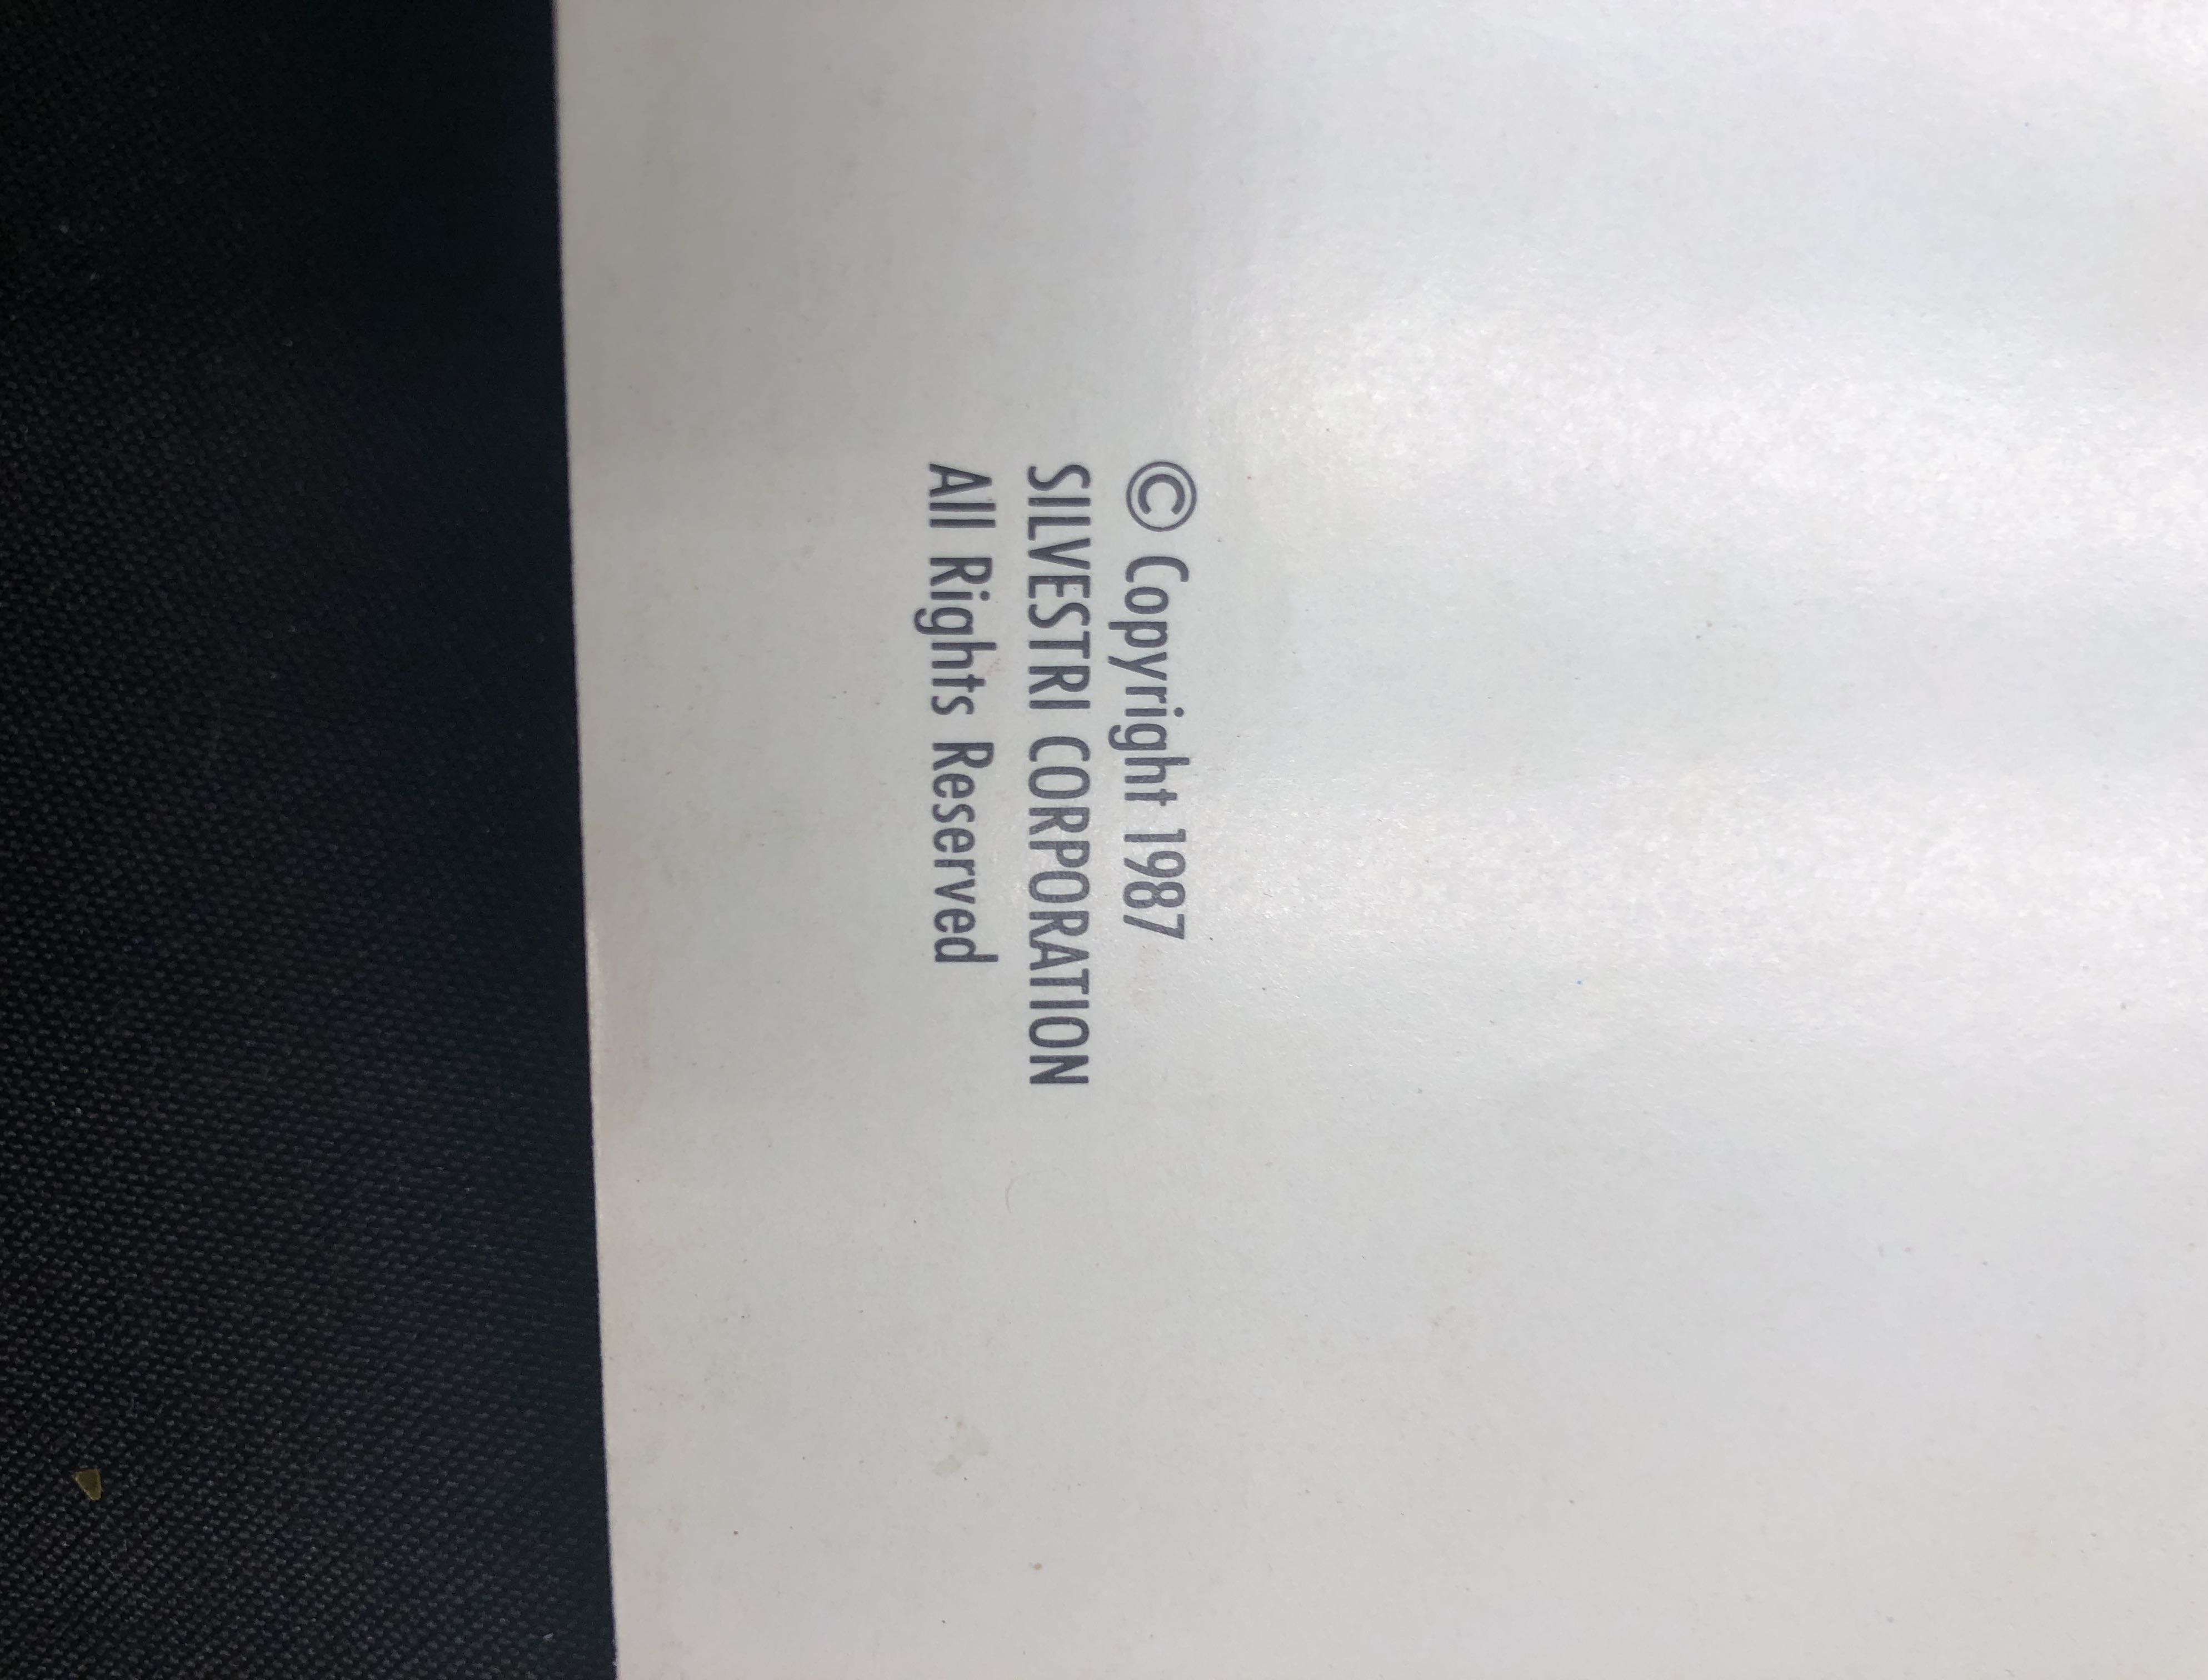 © Copyright 1987
SILVESTRI CORPORATION
All Rights Reserved